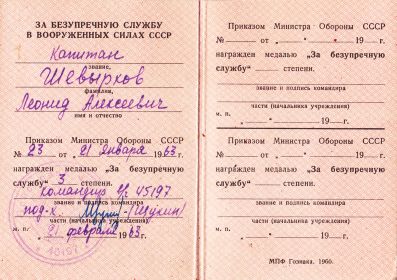 ЗА БЕЗУПРЕЧНУЮ СЛУЖБУ
В ВООРУЖЕННЫХ СИЛАХ СССР
Капитан
звание,
Шевырков
фамилия,
Леонид Алексеевич
имя и отчество
Приказом Министра Обороны СССР
№ 23 от „21 января 1963 г.
награжден медалью „За безупречную
службу“ 3 степени.
Командир ч. 45197
звание и подпись командира
под-к (Щукин)
части (начальника учреждения)
м. п. „21 февраля 1963
45197
Приказом Министра Обороны СССР
№ — от „ “ 19 г.
награжден медалью „За безупречную
службу“ степени.
звание и подпись командира
части (начальника учреждения)
м. п. „ “ 19 г.
Приказом Министра Обороны СССР
№ от „ “ 19 г.
награжден медалью „За безупречную
службу“ степени.
звание и подпись командира
части (начальника учреждения)
м. п. „ “ 19 г.
МПФ Гознака. 1960.